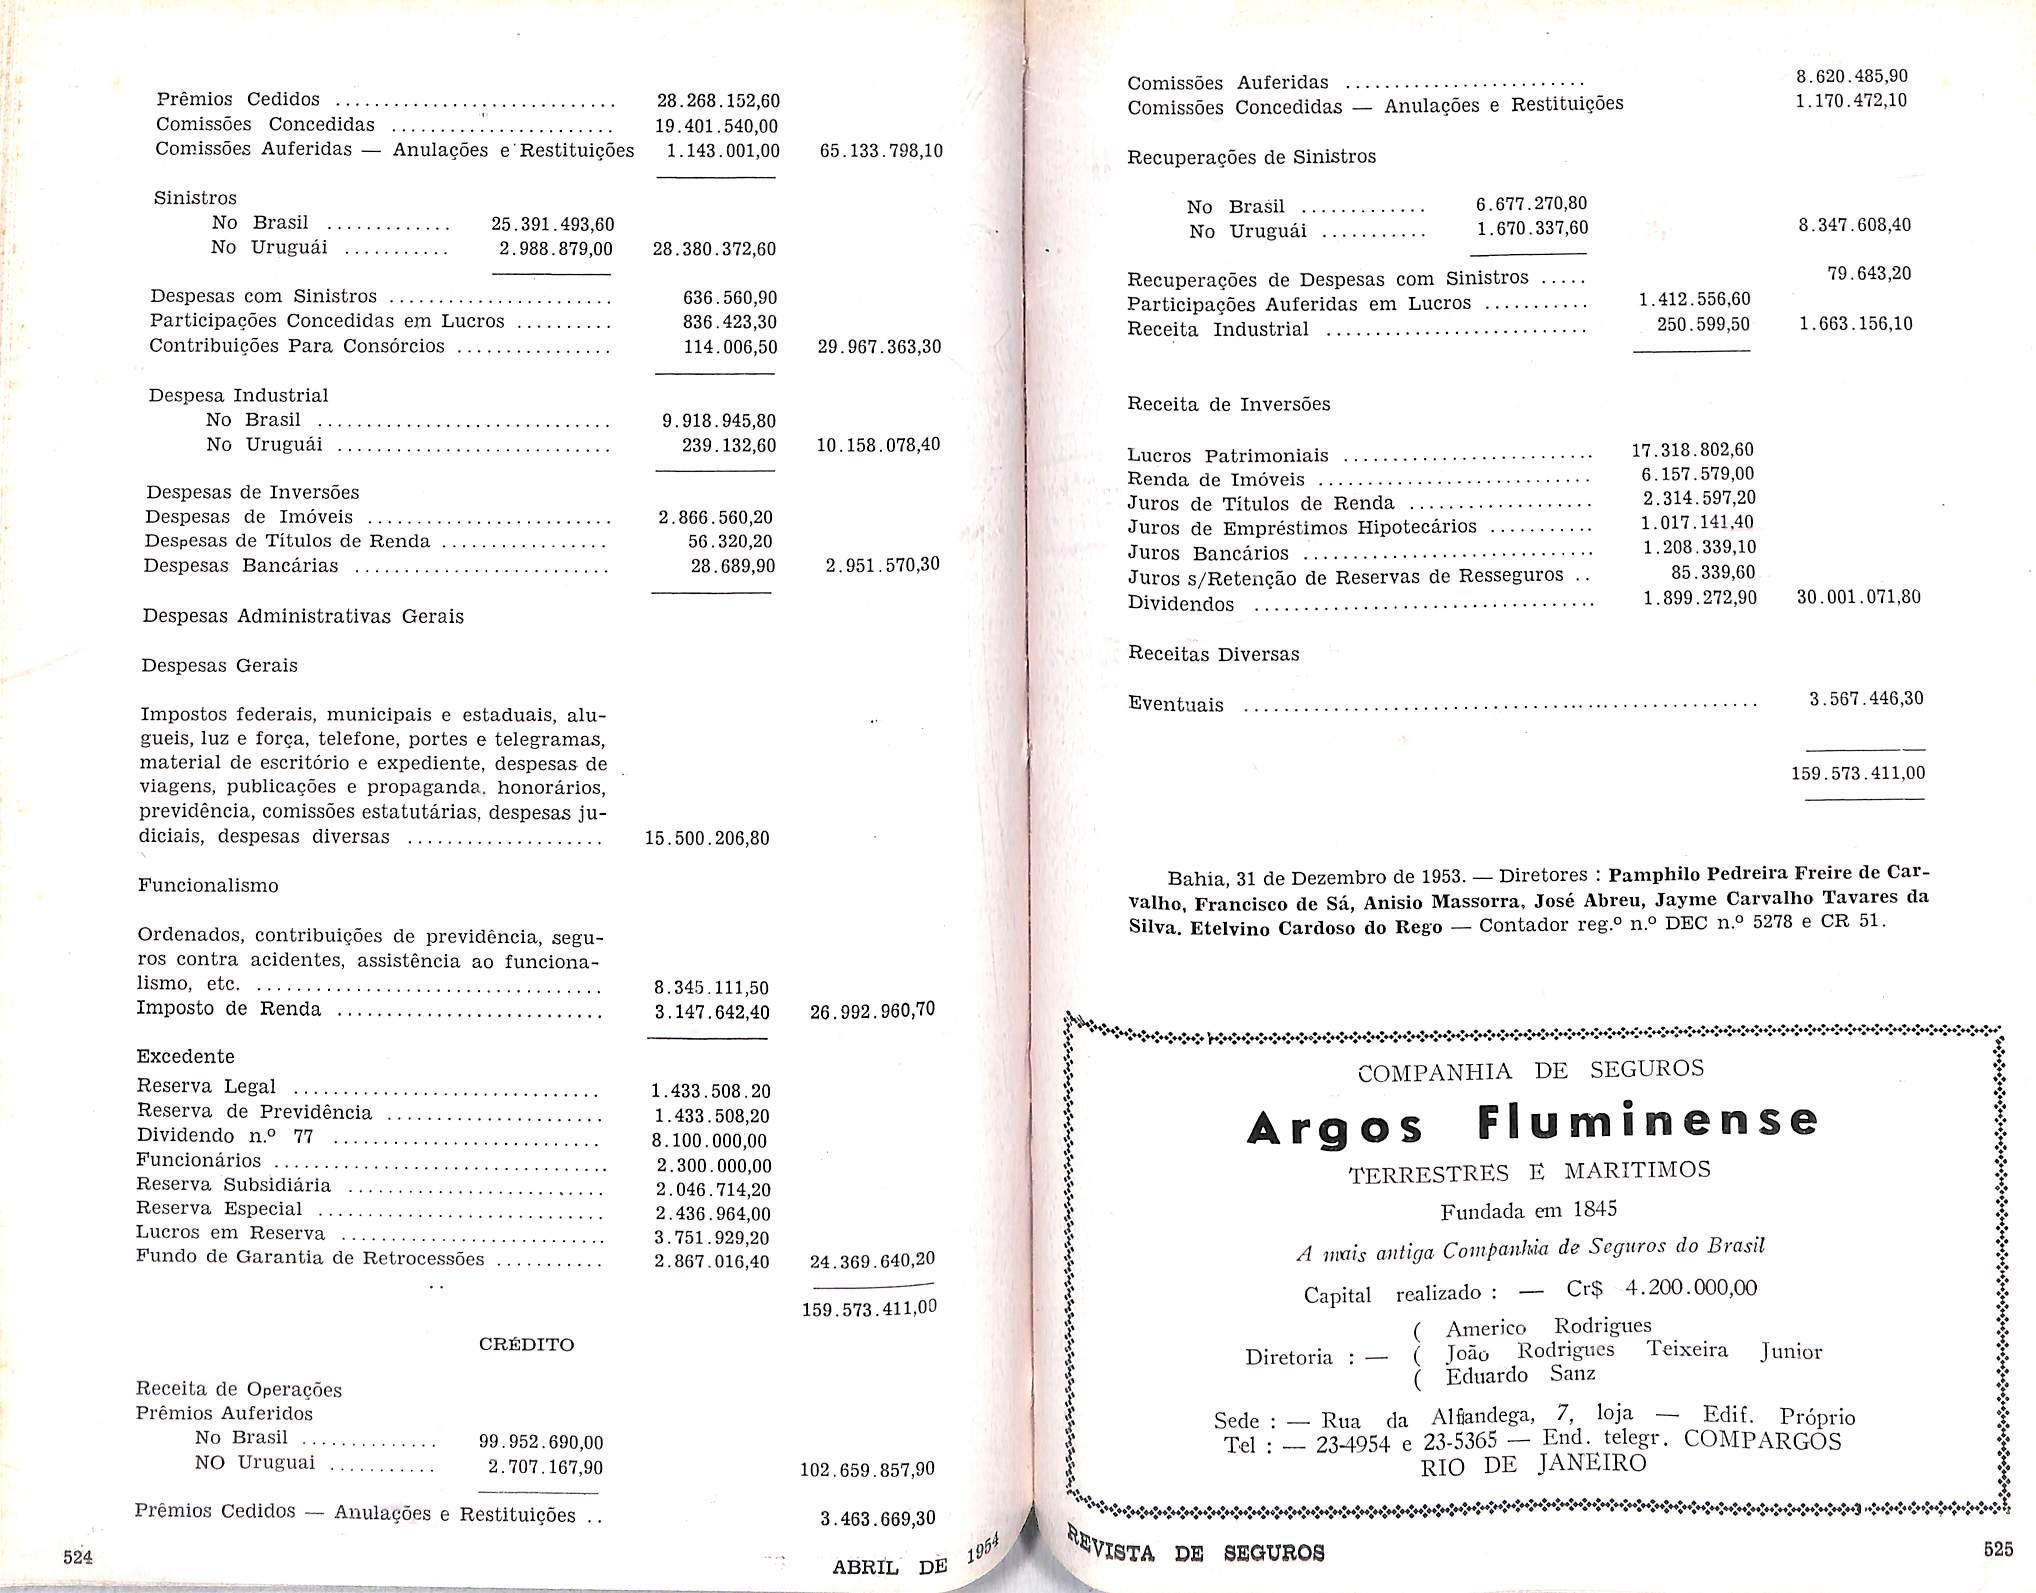 Prêmios Cedidos ............................ 28.268.152,60
Comissões Concedidas ....................... 19.401.540,00
Comissões Auferidas — Anulações e Restituições 1.143.001,00 65.133.798,10
Sinistros
No Brasil ............. 25.391.493,60
No Uruguái ........... 2.988.879,00 28.380.372,60
Despesas com Sinistros ....................... 636.560,90
Participações Concedidas em Lucros .......... 836.423,30
Contribuições Para Consórcios ................ 114.006,50 29.967.363,30
Despesa Industrial
No Brasil .............................. 9.918.945,80
No Uruguái ............................ 239.132,60 10.158.078,40
Despesas de Inversões
Despesas de Imóveis ......................... 2.866.560,20
Despesas de Títulos de Renda ................. 56.320,20
Despesas Bancárias .......................... 28.689,90 2.951.570,30
Despesas Administrativas Gerais
Despesas Gerais
Impostos federais, municipais e estaduais, alu-
gueis, luz e força, telefone, portes e telegramas,
material de escritório e expediente, despesas de
viagens, publicações e propaganda. honorários,
previdência, comissões estatutárias, despesas ju-
diciais, despesas diversas .................... 15.500.206,80
Funcionalismo
Ordenados, contribuições de previdência, segu-
ros contra acidentes, assistência ao funciona-
lismo, etc. ................................... 8.345.111,50
Imposto de Renda ........................... 3.147.642,40 26.992.960,70
Excedente
Reserva Legal ............................... 1.433.508.20
Reserva de Previdência ...................... 1.433.508,20
Dividendo n.º 77 ........................... 8.100.000,00
Funcionários .................................. 2.300.000,00
Reserva Subsidiária .......................... 2.046.714,20
Reserva Especial ............................. 2.436.964,00
Lucros em Reserva ........................... 3.751.929,20
Fundo de Garantia de Retrocessões ........... 2.867.016,40 24.369.640,20
159.573.411,00
CRÉDITO
Receita de Operações
Prêmios Auferidos
No Brasil .............. 99.952.690,00
NO Uruguai ........... 2.707.167,90 102.659.857,90
Prêmios Cedidos — Anulações e Restituições .. 3.463.669,30
524
ABRIL DE 1954
Comissões Auferidas ......................... 8.620.485,90
Comissões Concedidas — Anulações e Restituições 1.170.472,10
Recuperações de Sinistros
No Brasil ............. 6.677.270,80
No Uruguái ........... 1.670.337,60 8.347.608,40
Recuperações de Despesas com Sinistros ..... 79.643,20
Participações Auferidas em Lucros ........... 1.412.556,60
Receita Industrial ........................... 250.599,50 1.663.156,10
Receita de Inversões
Lucros Patrimoniais .......................... 17.318.802,60
Renda de Imóveis ............................ 6.157.579,00
Juros de Títulos de Renda ................... 2.314.597,20
Juros de Empréstimos Hipotecários ........... 1.017.141,40
Juros Bancários .............................. 1.208.339,10
Juros s/Retenção de Reservas de Resseguros .. 85.339,60
Dividendos ................................... 1.899.272,90 30.001.071,80
Receitas Diversas
Eventuais .................................................... 3.567.446,30
159.573.411,00
Bahia, 31 de Dezembro de 1953. — Diretores : Pamphilo Pedreira Freire de Car-
valho, Francisco de Sá, Anisio Massorra, José Abreu, Jayme Carvalho Tavares da
Silva. Etelvino Cardoso do Rego — Contador reg.º n.º DEC n.º 5278 e CR 51.
COMPANHIA DE SEGUROS
Argos Fluminense
TERRESTRES E MARITIMOS
Fundada em 1845
A mais antiga Companhia de Seguros do Brasil
Capital realizado : — Cr$ 4.200.000,00
( Americo Rodrigues
Diretoria : — ( João Rodrigues Teixeira Junior
( Eduardo Sanz
Sede : — Rua da Alfandega, 7, loja — Edif. Próprio
Tel : — 23-4954 e 23-5365 — End. telegr. COMPARGOS
RIO DE JANEIRO
REVISTA DE SEGUROS
525